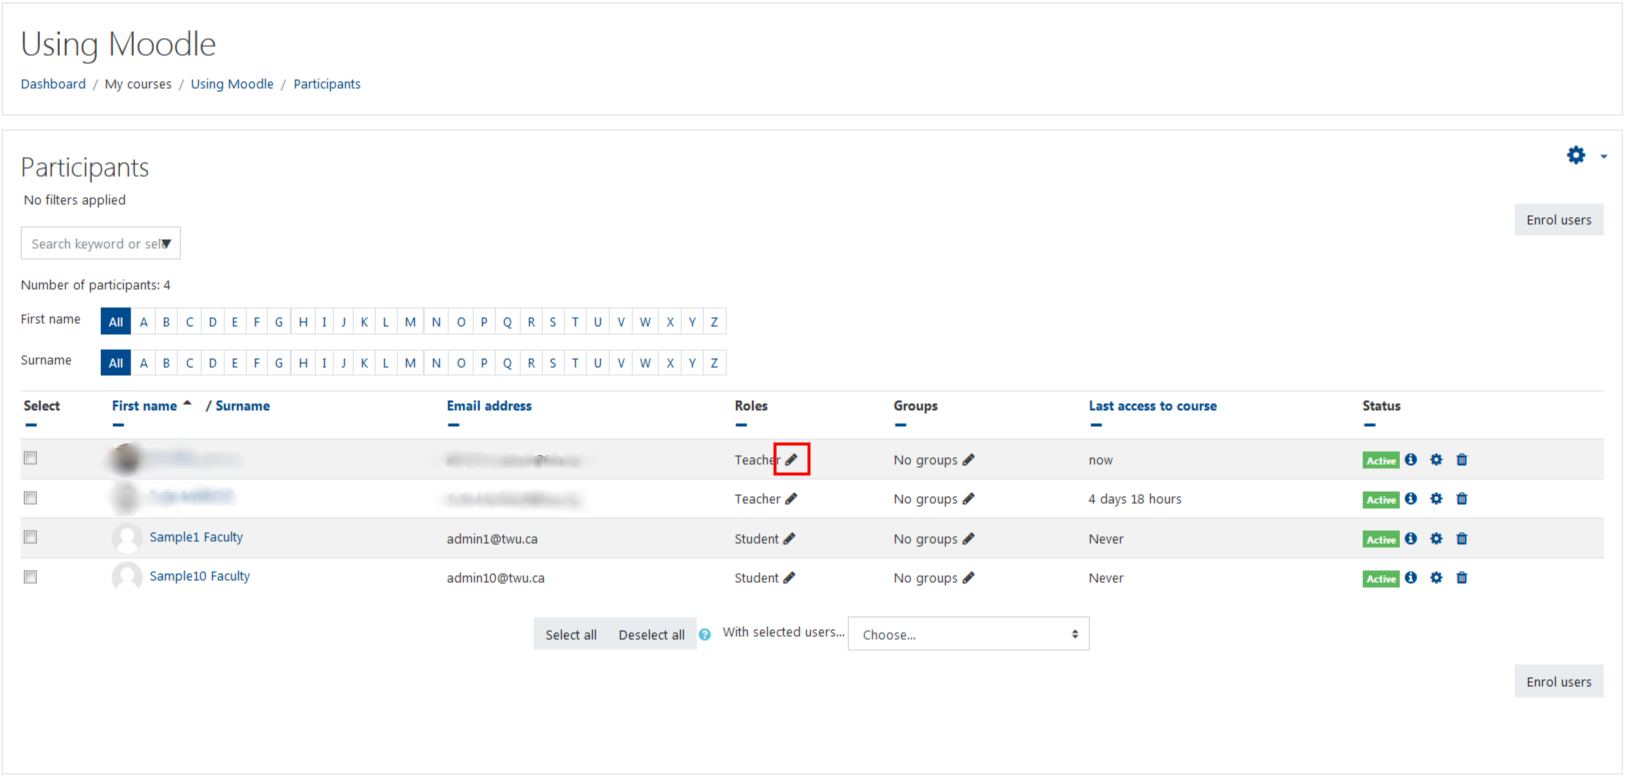 Using Moodle
Dashboard / My courses / Using Moodle / Participants
Participants
No filters applied
Enrol users
Search keyword or sel
Number of participants: 4
First name All A B C D E F G H I J K L M N O P Q R S T U V W X Y Z
Surname All A B C D E F G H I J K L M N O P Q R S T U V W X Y Z
Select First name / Surname Email address Roles Groups Last access to course Status
Teacher No groups now Active
Teacher No groups 4 days 18 hours Active
Sample1 Faculty admin1@twu.ca Student No groups Never Active
Sample10 Faculty admin10@twu.ca Student No groups Never Active
Select all Deselect all ? With selected users... Choose...
Enrol users